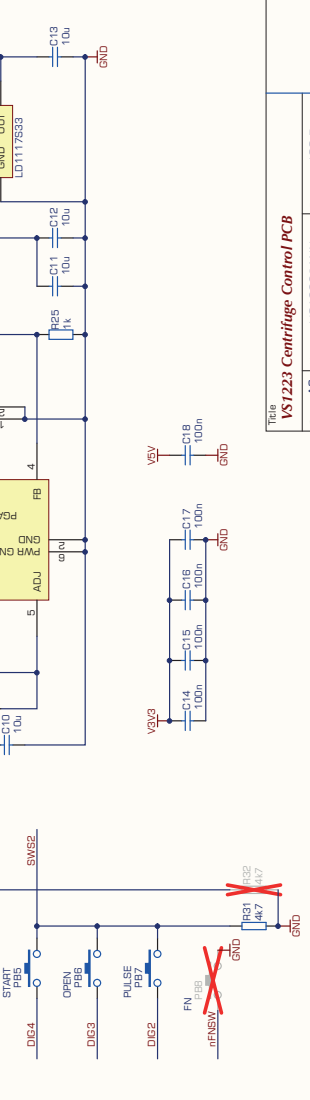 C13
10u
GND
OUT
GND
LD1117S33
C12
10u
C11
10u
R25
1k
4
FB
GND
PWR GN
2
9
ADJ
5
C10
10u
V5V
C18
100n
GND
C17
100n
GND
C16
100n
C15
100n
C14
100n
V3V3
Title
VS1223 Centrifuge Control PCB
SWS2
R32
4k7
R31
4k7
GND
START
PB5
DIG4
OPEN
PB6
DIG3
PULSE
PB7
DIG2
FN
PB8
nFNSW
GND